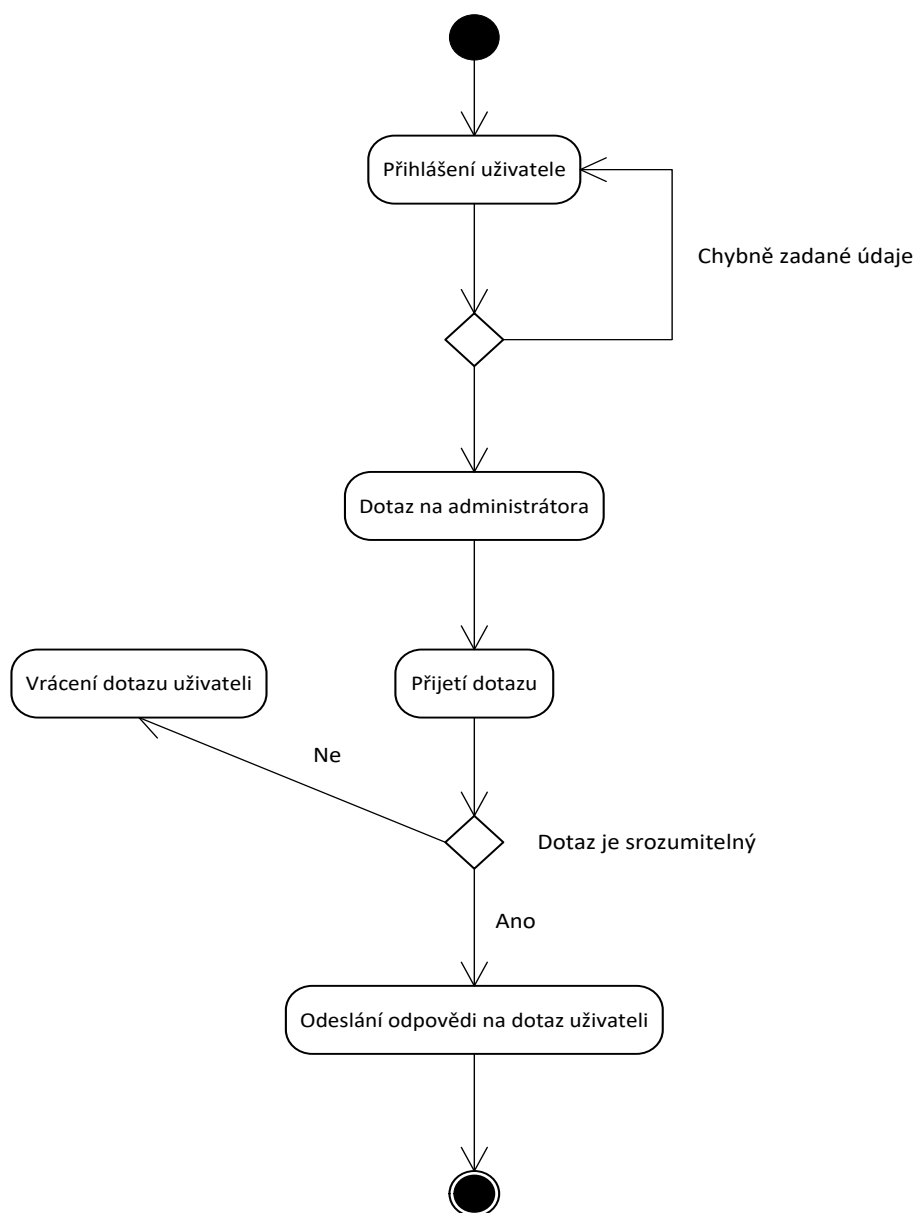 Přihlášení uživatele
Chybně zadané údaje
Dotaz na administrátora
Vrácení dotazu uživateli
Přijetí dotazu
Ne
Dotaz je srozumitelný
Ano
Odeslání odpovědi na dotaz uživateli